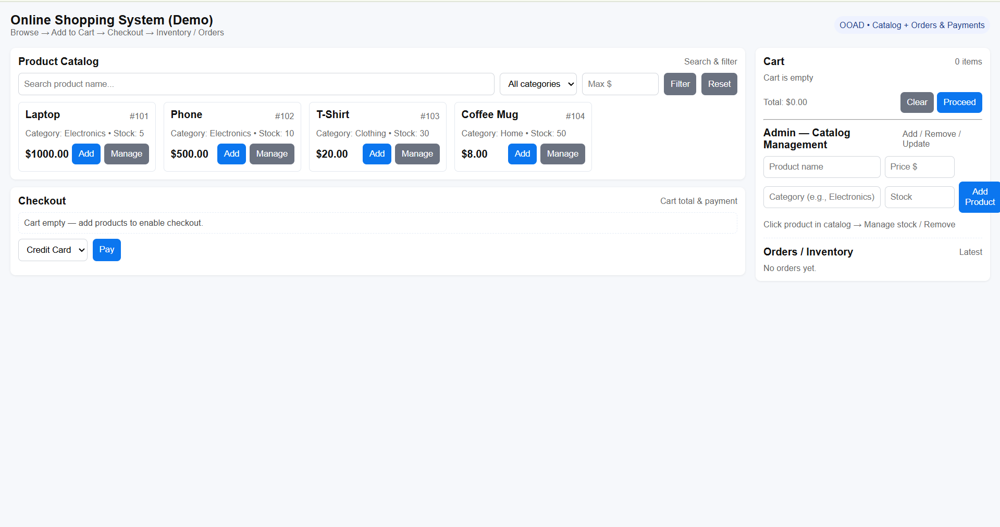 Online Shopping System (Demo)
Browse → Add to Cart → Checkout → Inventory / Orders
OOAD • Catalog + Orders & Payments
Product Catalog
Search & filter
Search product name...
All categories
Max $
Filter
Reset
Laptop
#101
Category: Electronics • Stock: 5
$1000.00
Add
Manage
Phone
#102
Category: Electronics • Stock: 10
$500.00
Add
Manage
T-Shirt
#103
Category: Clothing • Stock: 30
$20.00
Add
Manage
Coffee Mug
#104
Category: Home • Stock: 50
$8.00
Add
Manage
Checkout
Cart total & payment
Cart empty — add products to enable checkout.
Credit Card
Pay
Cart
0 items
Cart is empty
Total: $0.00
Clear
Proceed
Admin — Catalog
Management
Add / Remove /
Update
Product name
Price $
Category (e.g., Electronics)
Stock
Add
Product
Click product in catalog → Manage stock / Remove
Orders / Inventory
Latest
No orders yet.